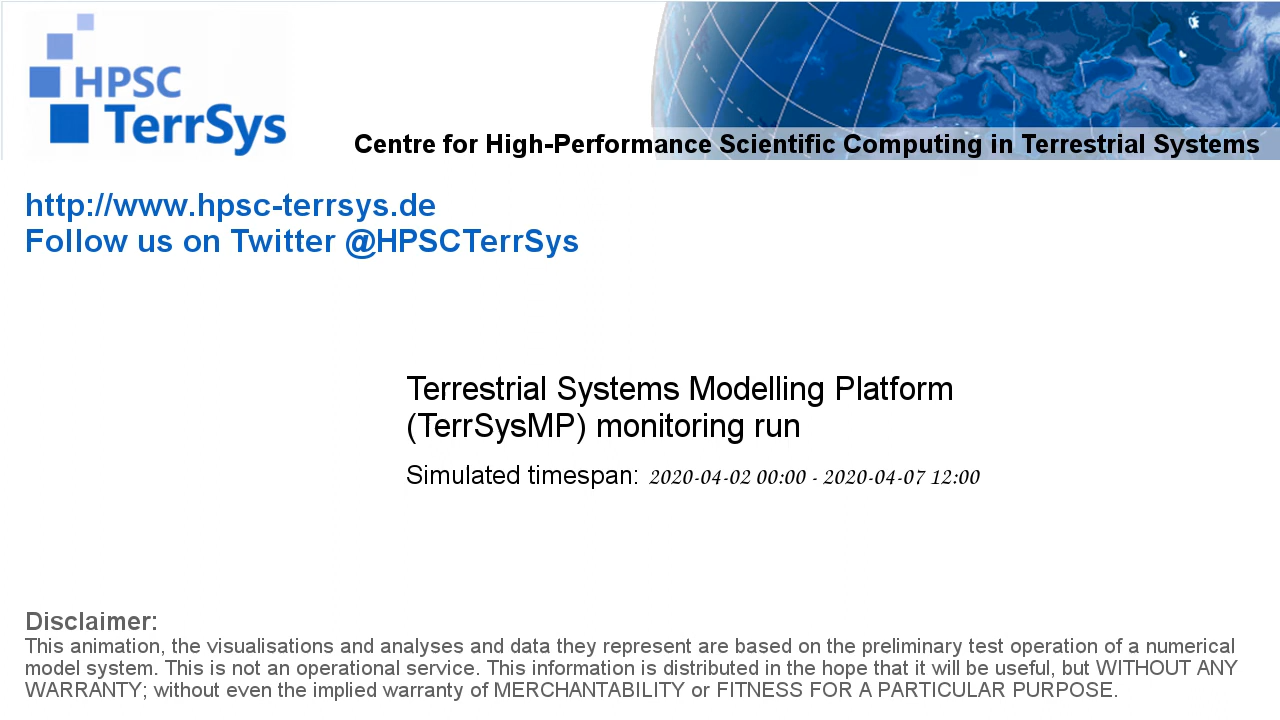 HPSC
TerrSys
Centre for High-Performance Scientific Computing in Terrestrial Systems
http://www.hpsc-terrsys.de
Follow us on Twitter @HPSCTerrSys
Terrestrial Systems Modelling Platform
(TerrSysMP) monitoring run
Simulated timespan: 2020-04-02 00:00 - 2020-04-07 12:00
Disclaimer:
This animation, the visualisations and analyses and data they represent are based on the preliminary test operation of a numerical
model system. This is not an operational service. This information is distributed in the hope that it will be useful, but WITHOUT ANY
WARRANTY; without even the implied warranty of MERCHANTABILITY or FITNESS FOR A PARTICULAR PURPOSE.